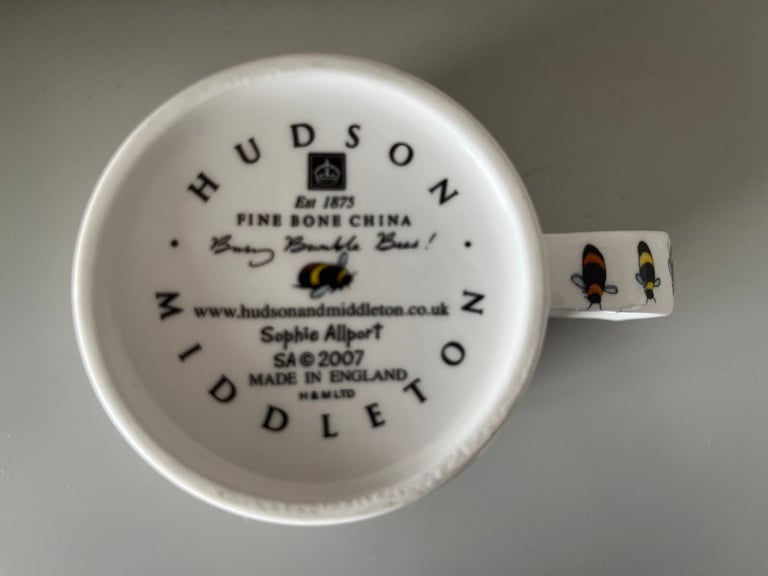 HUDSON
Est 1875
FINE BONE CHINA
Busy Bumble Bees!
www.hudsonandmiddleton.co.uk
Sophie Allport
SA © 2007
MADE IN ENGLAND
H & M LTD
MIDDLETON